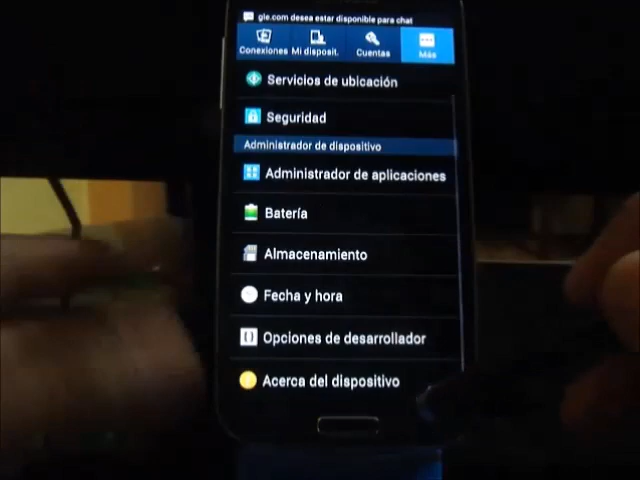 gle.com desea estar disponible para chat
Conexiones Mi disposit. Cuentas Más
Servicios de ubicación
Seguridad
Administrador de dispositivo
Administrador de aplicaciones
Batería
Almacenamiento
Fecha y hora
Opciones de desarrollador
Acerca del dispositivo